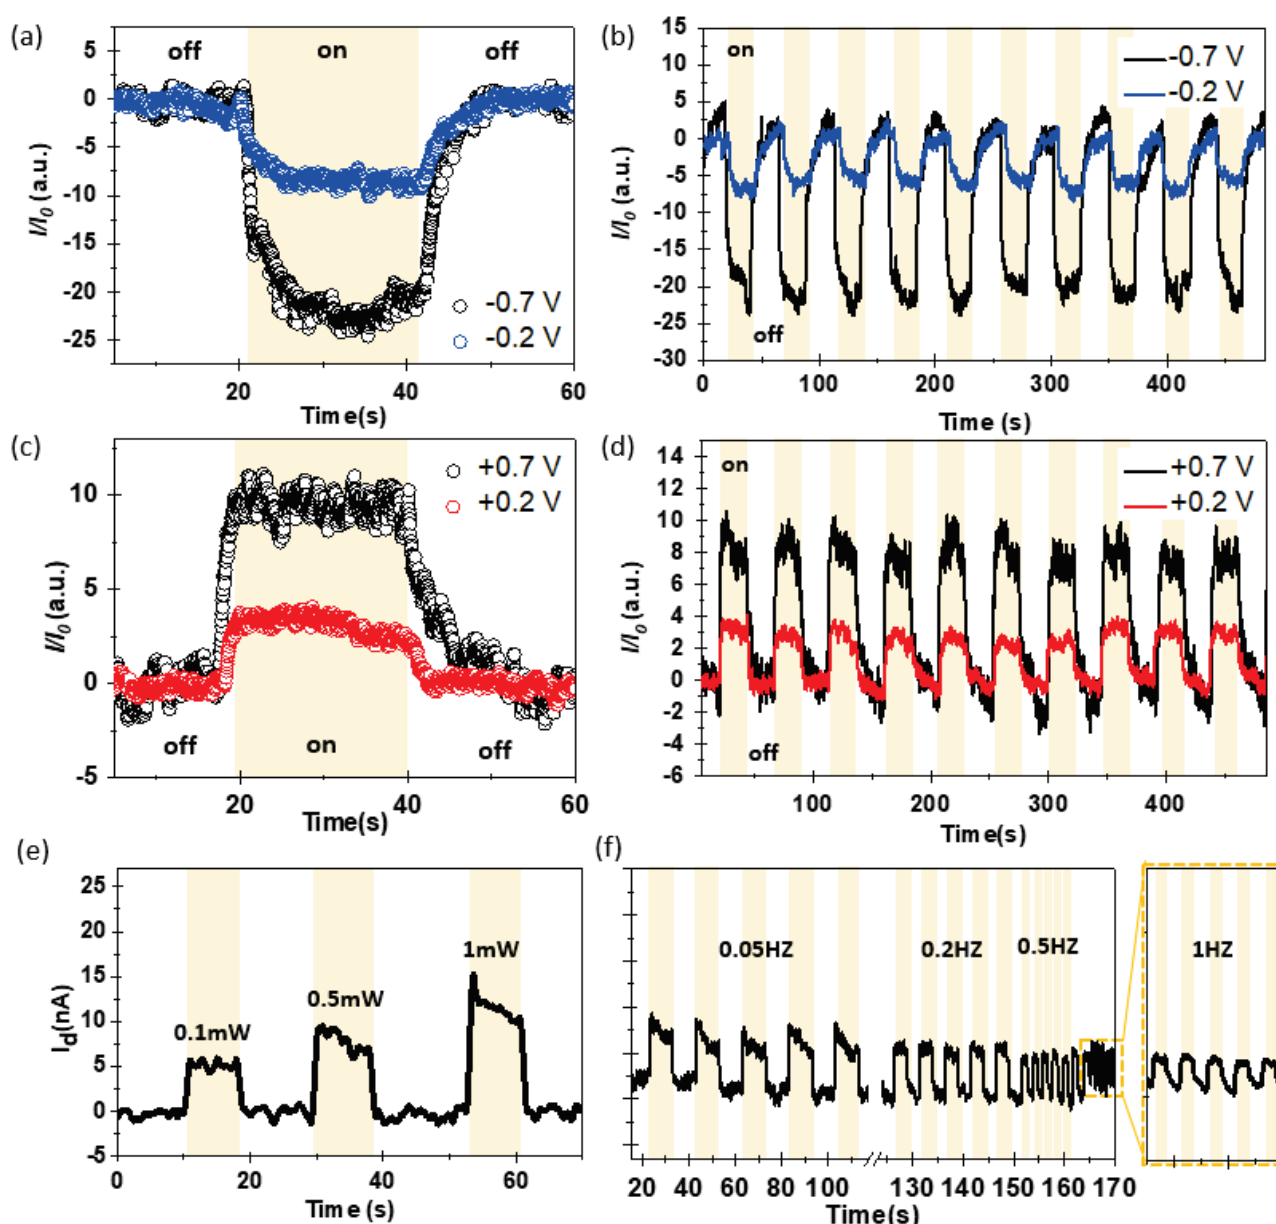 (a)
off
on
off
5
0
-5
-10
-15
-20
-25
I/I0 (a.u.)
-0.7 V
-0.2 V
20
40
60
Time(s)
(b)
on
-0.7 V
-0.2 V
15
10
5
0
-5
-10
-15
-20
-25
-30
I/I0 (a.u.)
off
0
100
200
300
400
Time (s)
(c)
+0.7 V
+0.2 V
10
5
0
-5
I/I0 (a.u.)
off
on
off
20
40
60
Time(s)
(d)
on
+0.7 V
+0.2 V
14
12
10
8
6
4
2
0
-2
-4
-6
I/I0 (a.u.)
off
100
200
300
400
Time(s)
(e)
25
20
15
10
5
0
-5
Id(nA)
0.1mW
0.5mW
1mW
0
20
40
60
Time (s)
(f)
0.05HZ
0.2HZ
0.5HZ
1HZ
20
40
60
80
100
130
140
150
160
170
Time(s)